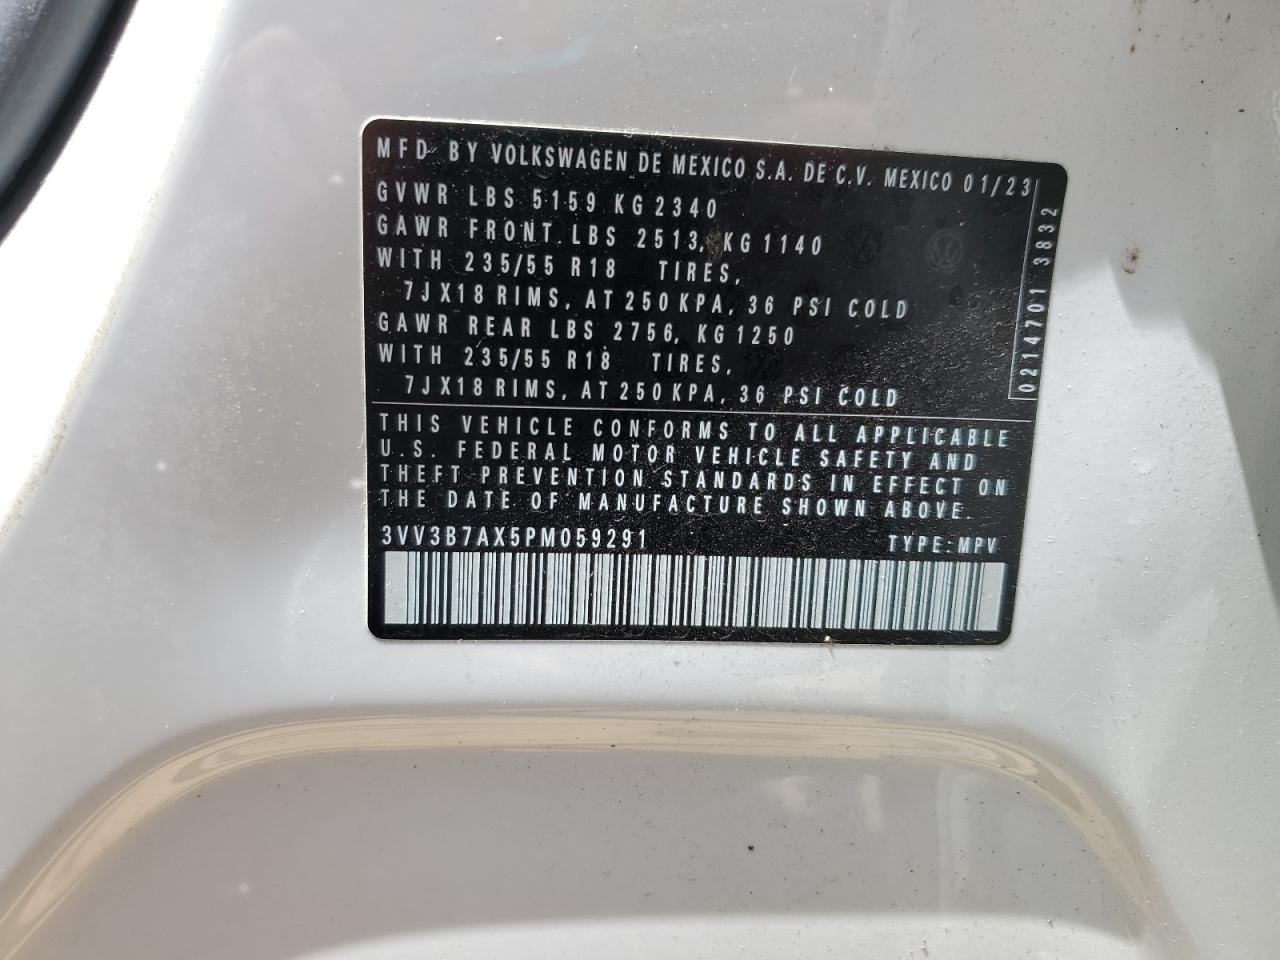 MFD BY VOLKSWAGEN DE MEXICO S.A. DE C.V. MEXICO 01/23
GVWR LBS 5159 KG 2340
GAWR FRONT LBS 2513, KG 1140
WITH 235/55 R18 TIRES,
7JX18 RIMS, AT 250 KPA, 36 PSI COLD
GAWR REAR LBS 2756, KG 1250
WITH 235/55 R18 TIRES,
7JX18 RIMS, AT 250 KPA, 36 PSI COLD
0214701 3832
THIS VEHICLE CONFORMS TO ALL APPLICABLE
U.S. FEDERAL MOTOR VEHICLE SAFETY AND
THEFT PREVENTION STANDARDS IN EFFECT ON
THE DATE OF MANUFACTURE SHOWN ABOVE.
3VV3B7AX5PM059291 TYPE: MPV